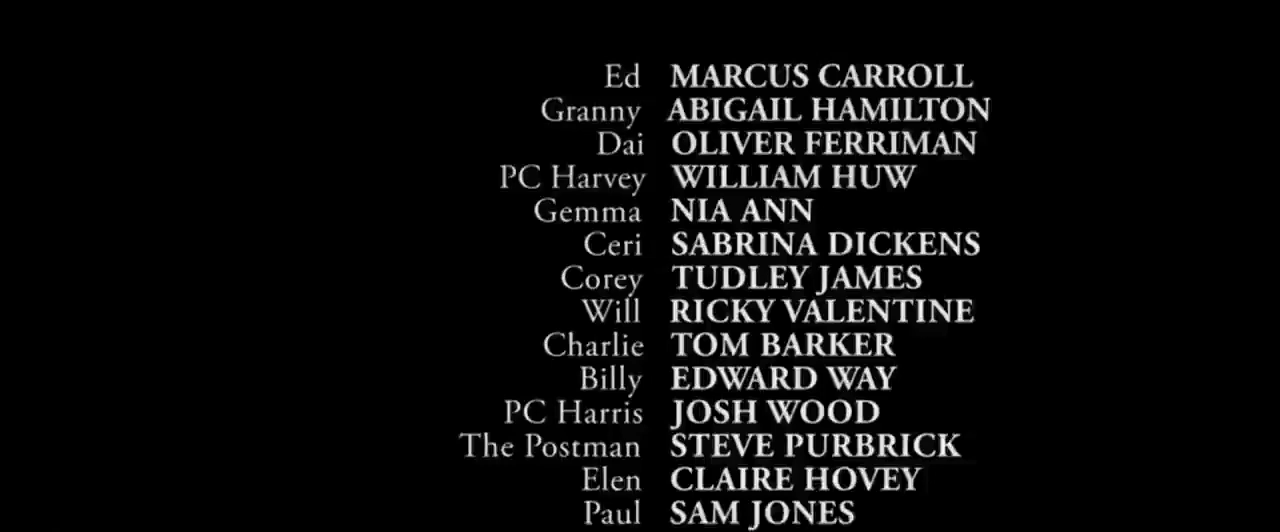 Ed MARCUS CARROLL
Granny ABIGAIL HAMILTON
Dai OLIVER FERRIMAN
PC Harvey WILLIAM HUW
Gemma NIA ANN
Ceri SABRINA DICKENS
Corey TUDLEY JAMES
Will RICKY VALENTINE
Charlie TOM BARKER
Billy EDWARD WAY
PC Harris JOSH WOOD
The Postman STEVE PURBRICK
Elen CLAIRE HOVEY
Paul SAM JONES